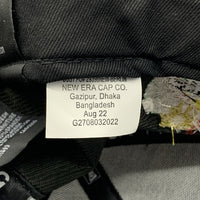 NEW ERA CAP CO.
Gazipur, Dhaka
Bangladesh
Aug 22
G2708032022